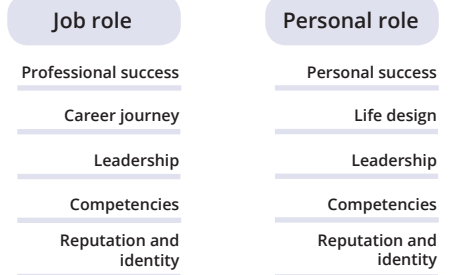 Job role
Professional success
Career journey
Leadership
Competencies
Reputation and
identity
Personal role
Personal success
Life design
Leadership
Competencies
Reputation and
identity